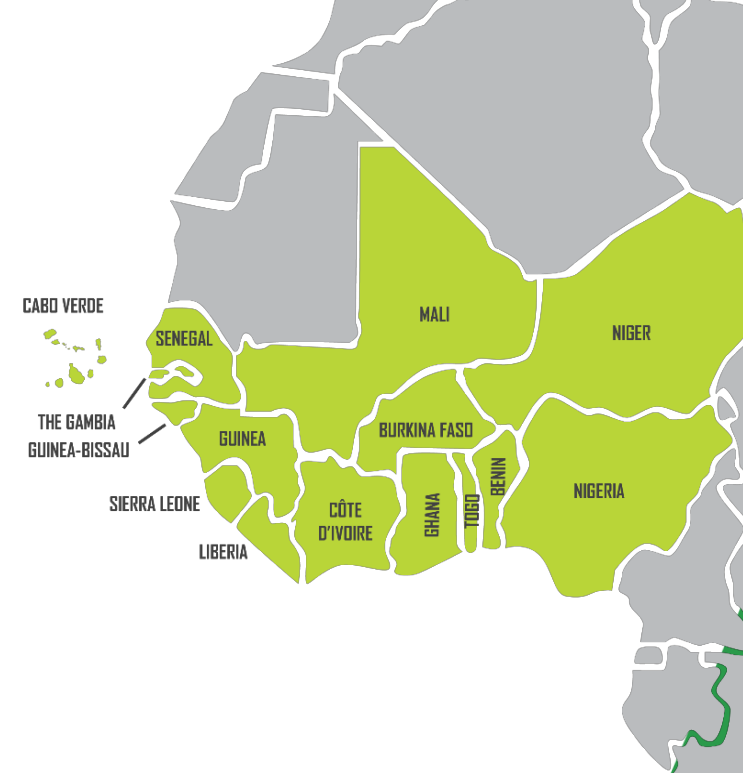 CABO VERDE
MALI
SENEGAL
NIGER
THE GAMBIA
GUINEA-BISSAU
GUINEA
BURKINA FASO
BENIN
NIGERIA
SIERRA LEONE
CÔTE
D'IVOIRE
GHANA
TOGO
LIBERIA